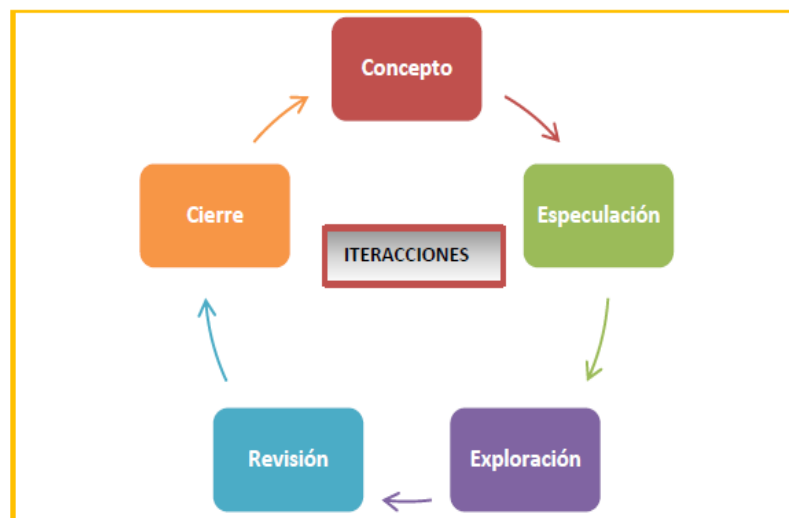 Concepto
Especulación
Exploración
Revisión
Cierre
ITERACCIONES